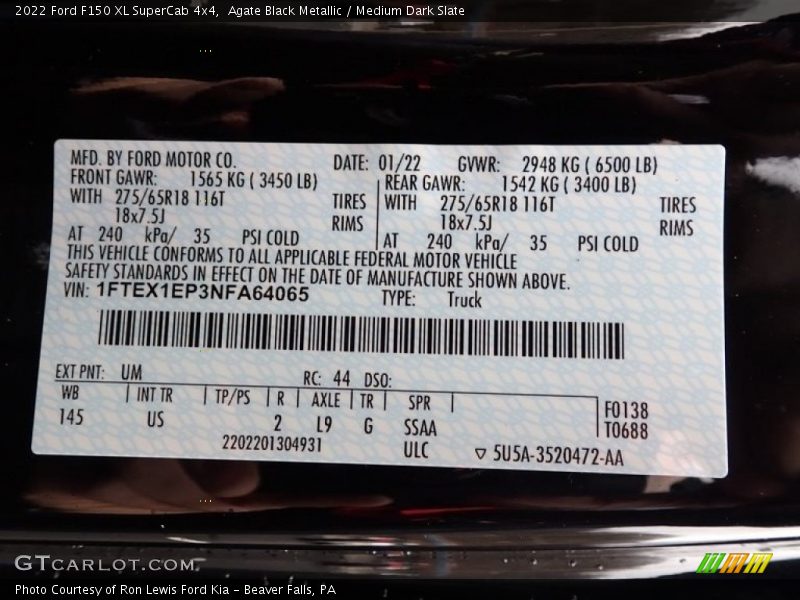 2022 Ford F150 XL SuperCab 4x4,  Agate Black Metallic / Medium Dark Slate
MFD. BY FORD MOTOR CO. DATE: 01/22 GVWR: 2948 KG ( 6500 LB)
FRONT GAWR: 1565 KG ( 3450 LB) REAR GAWR: 1542 KG ( 3400 LB)
WITH 275/65R18 116T TIRES WITH 275/65R18 116T TIRES
18x7.5J RIMS 18x7.5J RIMS
AT 240 kPa/ 35 PSI COLD AT 240 kPa/ 35 PSI COLD
THIS VEHICLE CONFORMS TO ALL APPLICABLE FEDERAL MOTOR VEHICLE
SAFETY STANDARDS IN EFFECT ON THE DATE OF MANUFACTURE SHOWN ABOVE.
VIN: 1FTEX1EP3NFA64065 TYPE: Truck
EXT PNT: UM RC: 44 DSO:
WB INT TR TP/PS R AXLE TR SPR F0138
145 US 2 L9 G SSAA T0688
2202201304931 ULC ▽ 5U5A-3520472-AA
GTCARLOT.COM
Photo Courtesy of Ron Lewis Ford Kia – Beaver Falls, PA